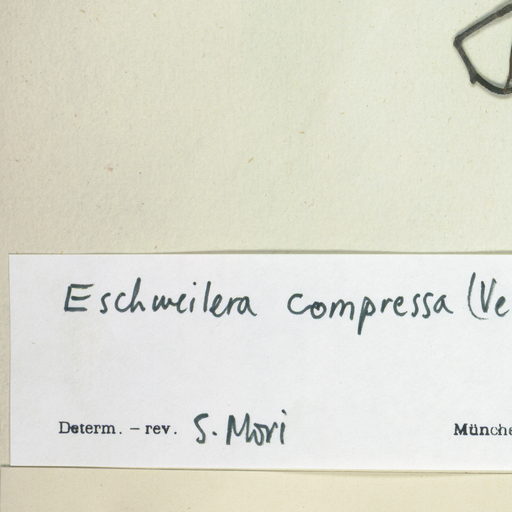 Eschweilera compressa (Ve
Determ. – rev. S. Mori Münche